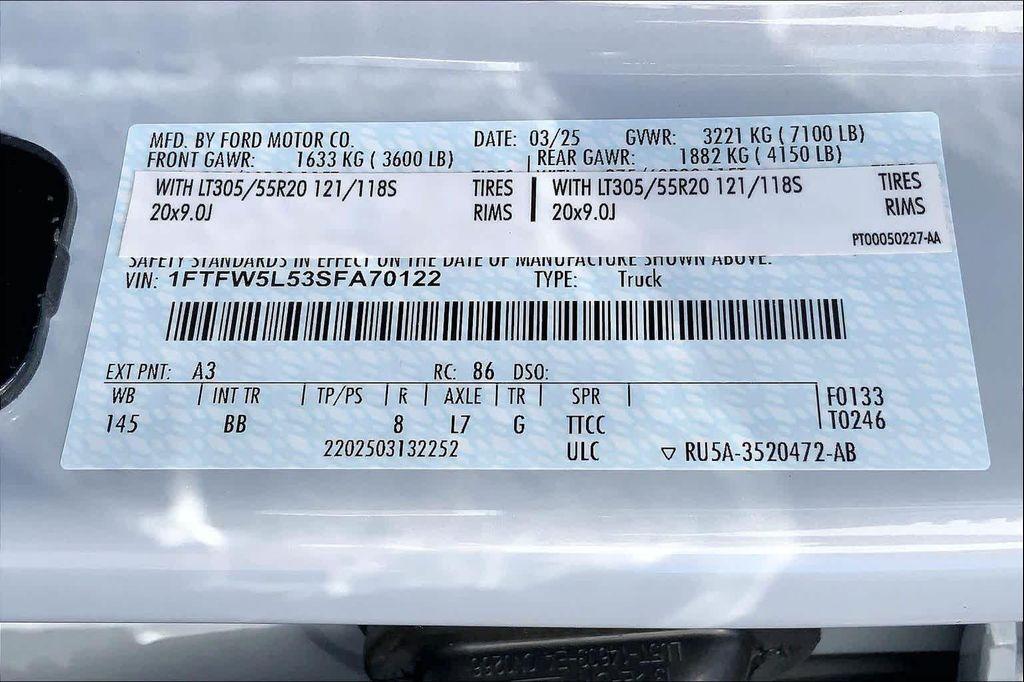 MFD. BY FORD MOTOR CO. DATE: 03/25 GVWR: 3221 KG ( 7100 LB)
FRONT GAWR: 1633 KG ( 3600 LB) REAR GAWR: 1882 KG ( 4150 LB)
WITH LT305/55R20 121/118S TIRES WITH LT305/55R20 121/118S TIRES
20x9.0J RIMS 20x9.0J RIMS
PT00050227-AA
SAFETY STANDARDS IN EFFECT ON THE DATE OF MANUFACTURE SHOWN ABOVE.
VIN: 1FTFW5L53SFA70122 TYPE: Truck
EXT PNT: A3 RC: 86 DSO:
WB INT TR TP/PS R AXLE TR SPR F0133
145 BB 8 L7 G TTCC T0246
2202503132252 ULC ▽ RU5A-3520472-AB